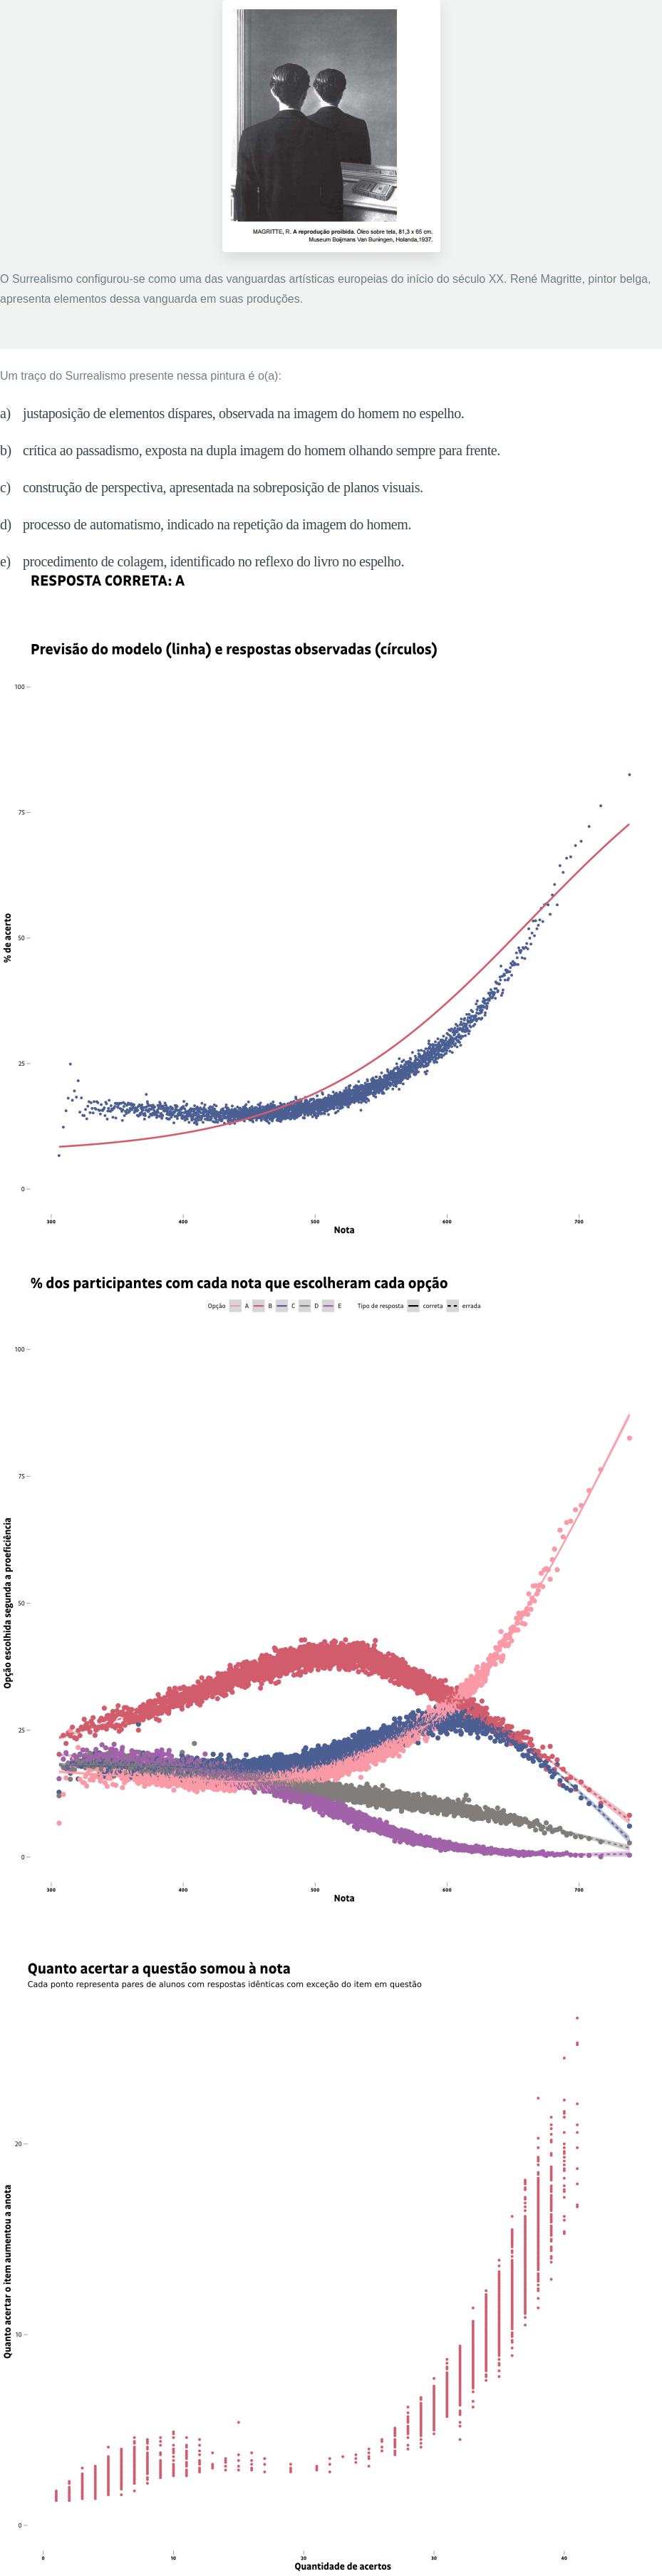 MAGRITTE, R. A reprodução proibida. Óleo sobre tela, 81,3 x 65 cm.
Museum Boijmans Van Buningen, Holanda,1937.
O Surrealismo configurou-se como uma das vanguardas artísticas europeias do início do século XX. René Magritte, pintor belga,
apresenta elementos dessa vanguarda em suas produções.
Um traço do Surrealismo presente nessa pintura é o(a):
a) justaposição de elementos díspares, observada na imagem do homem no espelho.
b) crítica ao passadismo, exposta na dupla imagem do homem olhando sempre para frente.
c) construção de perspectiva, apresentada na sobreposição de planos visuais.
d) processo de automatismo, indicado na repetição da imagem do homem.
e) procedimento de colagem, identificado no reflexo do livro no espelho.
RESPOSTA CORRETA: A
Previsão do modelo (linha) e respostas observadas (círculos)
100
75
50
25
0
% de acerto
300 400 500 600 700
Nota
% dos participantes com cada nota que escolheram cada opção
Opção A B C D E Tipo de resposta correta errada
100
75
50
25
0
Opção escolhida segunda a proeficiência
300 400 500 600 700
Nota
Quanto acertar a questão somou à nota
Cada ponto representa pares de alunos com respostas idênticas com exceção do item em questão
20
10
0
Quanto acertar o item aumentou a anota
0 10 20 30 40
Quantidade de acertos